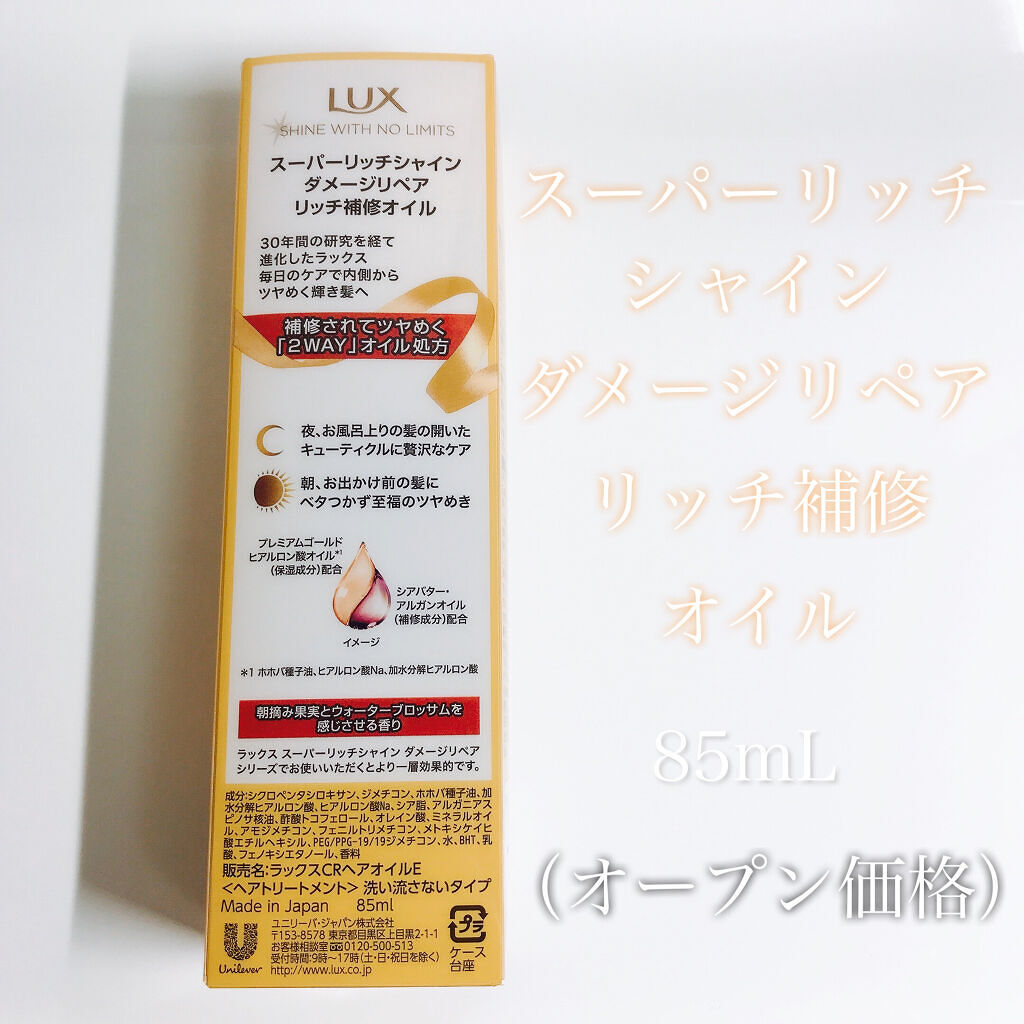 LUX
SHINE WITH NO LIMITS
スーパーリッチシャイン
ダメージリペア
リッチ補修オイル
30年間の研究を経て
進化したラックス
毎日のケアで内側から
ツヤめく輝き髪へ
補修されてツヤめく
「2WAY」オイル処方
夜、お風呂上りの髪の開いた
キューティクルに贅沢なケア
朝、お出かけ前の髪に
ベタつかず至福のツヤめき
プレミアムゴールド
ヒアルロン酸オイル*1
(保湿成分)配合
シアバター・
アルガンオイル
(補修成分)配合
イメージ
*1 ホホバ種子油、ヒアルロン酸Na、加水分解ヒアルロン酸
朝摘み果実とウォーターブロッサムを
感じさせる香り
ラックス スーパーリッチシャイン ダメージリペア
シリーズでお使いいただくとより一層効果的です。
成分:シクロペンタシロキサン、ジメチコン、ホホバ種子油、加
水分解ヒアルロン酸、ヒアルロン酸Na、シア脂、アルガニアス
ピノサ核油、酢酸トコフェロール、オレイン酸、ミネラルオイ
ル、アモジメチコン、フェニルトリメチコン、メトキシケイヒ
酸エチルヘキシル、PEG/PPG-19/19ジメチコン、水、BHT、乳
酸、フェノキシエタノール、香料
販売名:ラックスCRヘアオイルE
<ヘアトリートメント> 洗い流さないタイプ
Made in Japan 85ml
Unilever
ユニリーバ・ジャパン株式会社
〒153-8578 東京都目黒区上目黒2-1-1
お客様相談室 0120-500-513
受付時間:9時〜17時(土・日・祝日を除く)
http://www.lux.co.jp
プラ
ケース
台座
スーパーリッチ
シャイン
ダメージリペア
リッチ補修
オイル
85mL
(オープン価格)